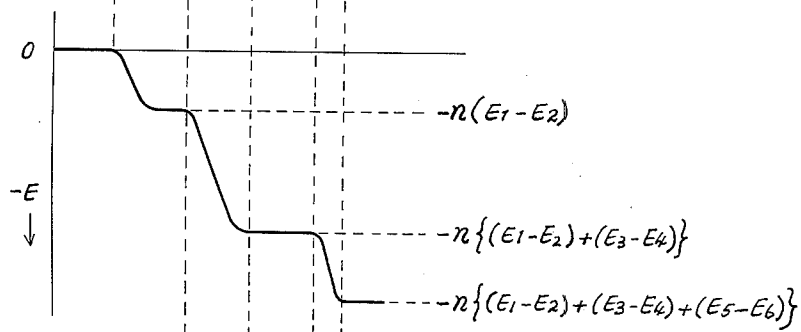 0
-n(E1-E2)
-E
↓
-n{(E1-E2)+(E3-E4)}
-n{(E1-E2)+(E3-E4)+(E5-E6)}